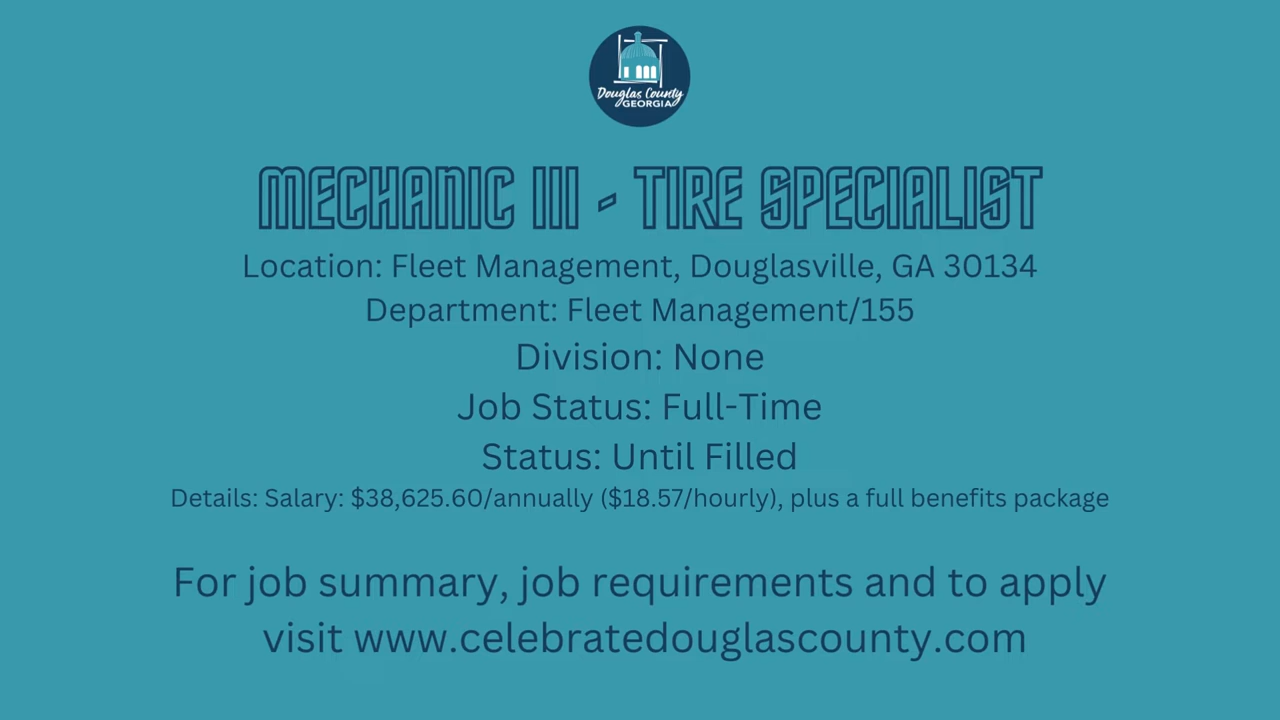 Douglas County
GEORGIA
MECHANIC III - TIRE SPECIALIST
Location: Fleet Management, Douglasville, GA 30134
Department: Fleet Management/155
Division: None
Job Status: Full-Time
Status: Until Filled
Details: Salary: $38,625.60/annually ($18.57/hourly), plus a full benefits package
For job summary, job requirements and to apply
visit www.celebratedouglascounty.com